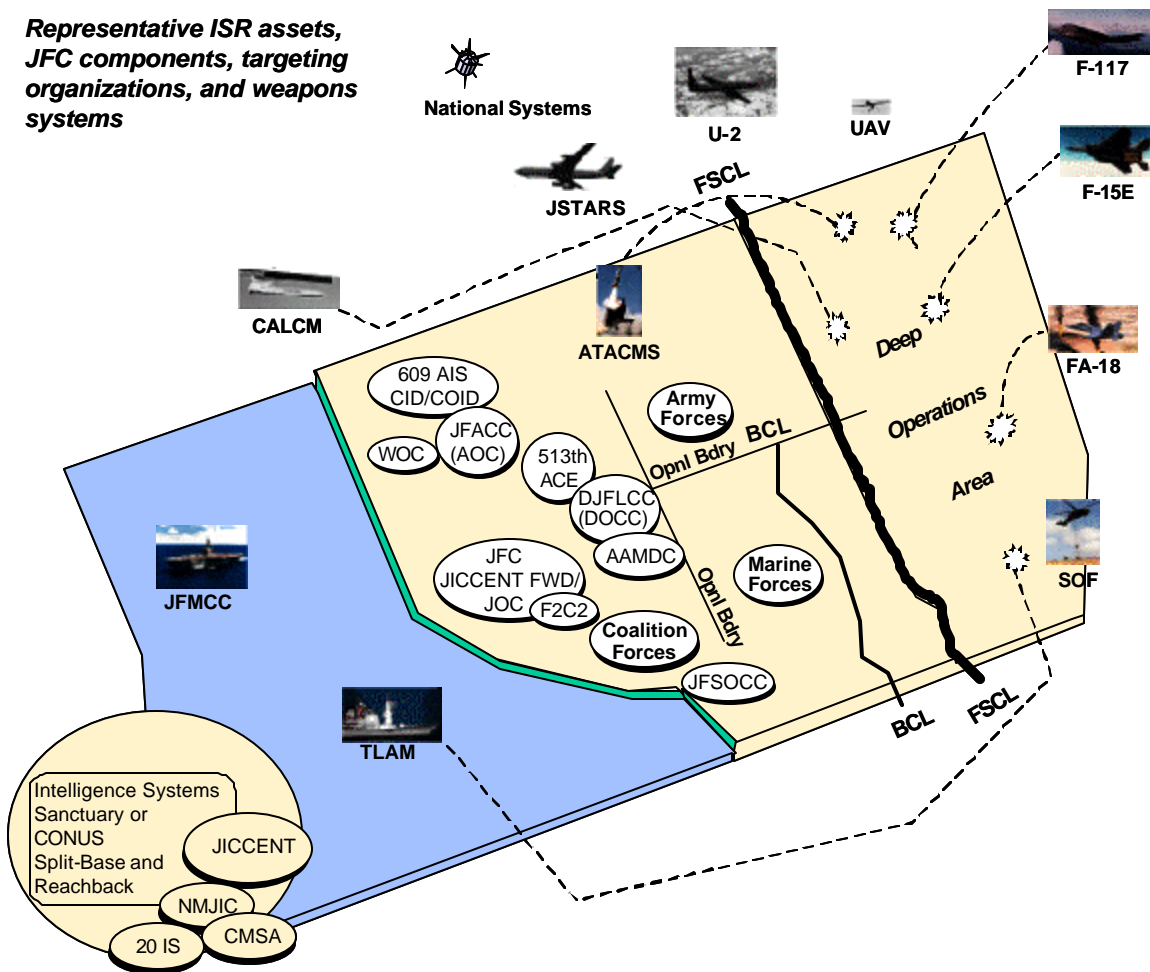 Representative ISR assets,
JFC components, targeting
organizations, and weapons
systems
National Systems
U-2
UAV
F-117
F-15E
JSTARS
FSCL
CALCM
ATACMS
FA-18
Deep
Operations
Area
609 AIS
CID/COID
JFACC
(AOC)
WOC
513th
ACE
Army
Forces
Opnl Bdry
BCL
DJFLCC
(DOCC)
AAMDC
JFC
JICCENT FWD/
JOC
F2C2
Marine
Forces
Opnl Bdry
Coalition
Forces
JFSOCC
SOF
JFMCC
BCL
FSCL
TLAM
Intelligence Systems
Sanctuary or
CONUS
Split-Base and
Reachback
JICCENT
NMJIC
CMSA
20 IS